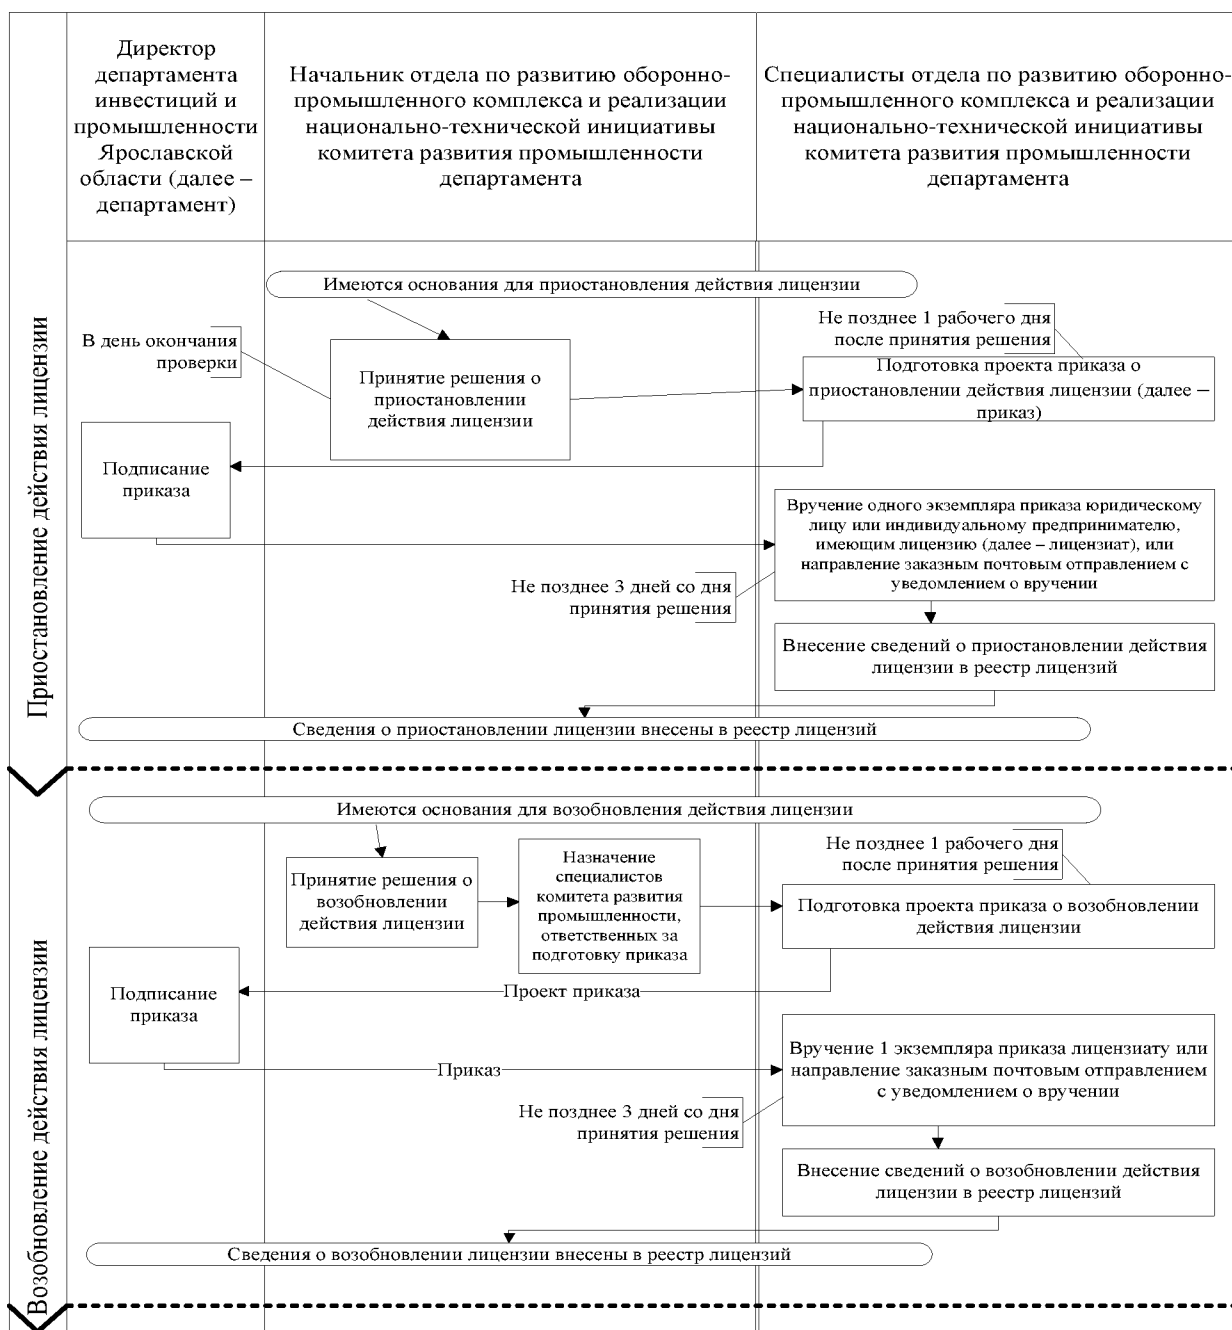 Директор
департамента
инвестиций и
промышленности
Ярославской
области (далее –
департамент)
Начальник отдела по развитию оборонно-
промышленного комплекса и реализации
национально-технической инициативы
комитета развития промышленности
департамента
Специалисты отдела по развитию оборонно-
промышленного комплекса и реализации
национально-технической инициативы
комитета развития промышленности
департамента
Приостановление действия лицензии
Имеются основания для приостановления действия лицензии
В день окончания
проверки
Принятие решения о
приостановлении
действия лицензии
Не позднее 1 рабочего дня
после принятия решения
Подготовка проекта приказа о
приостановлении действия лицензии (далее –
приказ)
Подписание
приказа
Вручение одного экземпляра приказа юридическому
лицу или индивидуальному предпринимателю,
имеющим лицензию (далее – лицензиат), или
направление заказным почтовым отправлением с
уведомлением о вручении
Не позднее 3 дней со дня
принятия решения
Внесение сведений о приостановлении действия
лицензии в реестр лицензий
Сведения о приостановлении лицензии внесены в реестр лицензий
Возобновление действия лицензии
Имеются основания для возобновления действия лицензии
Принятие решения о
возобновлении
действия лицензии
Назначение
специалистов
комитета развития
промышленности,
ответственных за
подготовку приказа
Не позднее 1 рабочего дня
после принятия решения
Подготовка проекта приказа о возобновлении
действия лицензии
Проект приказа
Подписание
приказа
Приказ
Вручение 1 экземпляра приказа лицензиату или
направление заказным почтовым отправлением
с уведомлением о вручении
Не позднее 3 дней со дня
принятия решения
Внесение сведений о возобновлении действия
лицензии в реестр лицензий
Сведения о возобновлении лицензии внесены в реестр лицензий